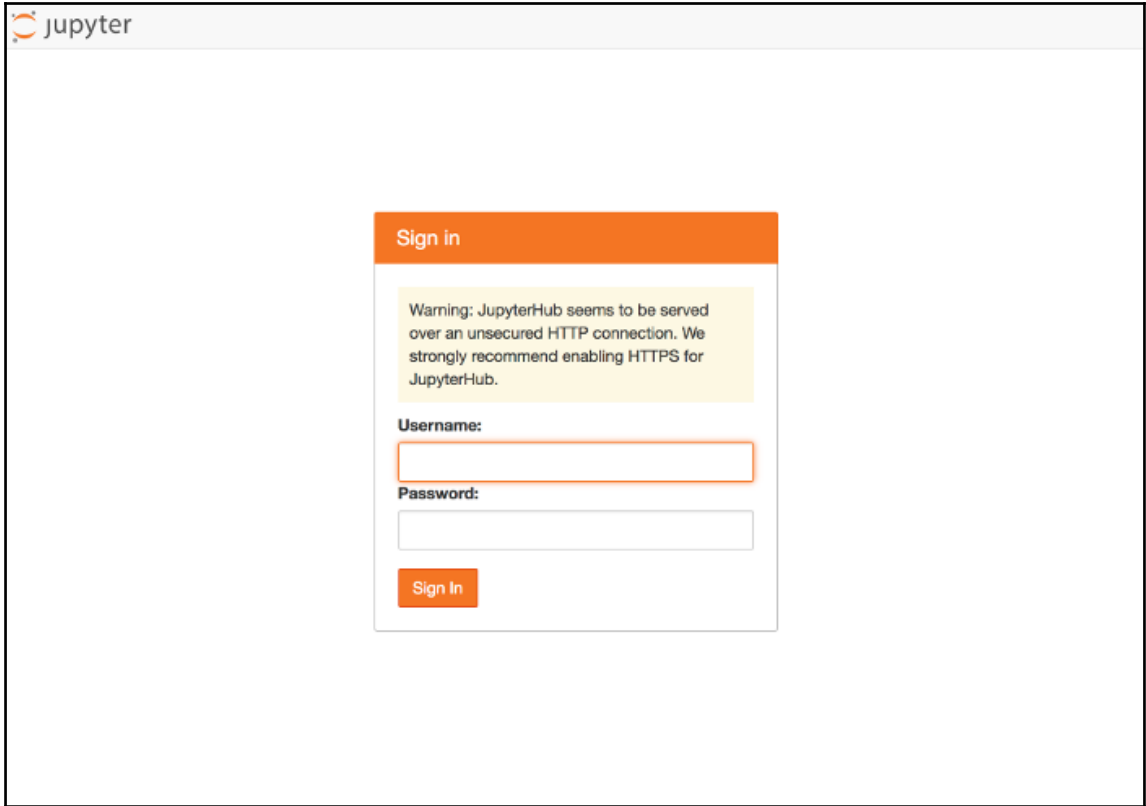 jupyter
Sign in
Warning: JupyterHub seems to be served
over an unsecured HTTP connection. We
strongly recommend enabling HTTPS for
JupyterHub.
Username:
Password:
Sign In